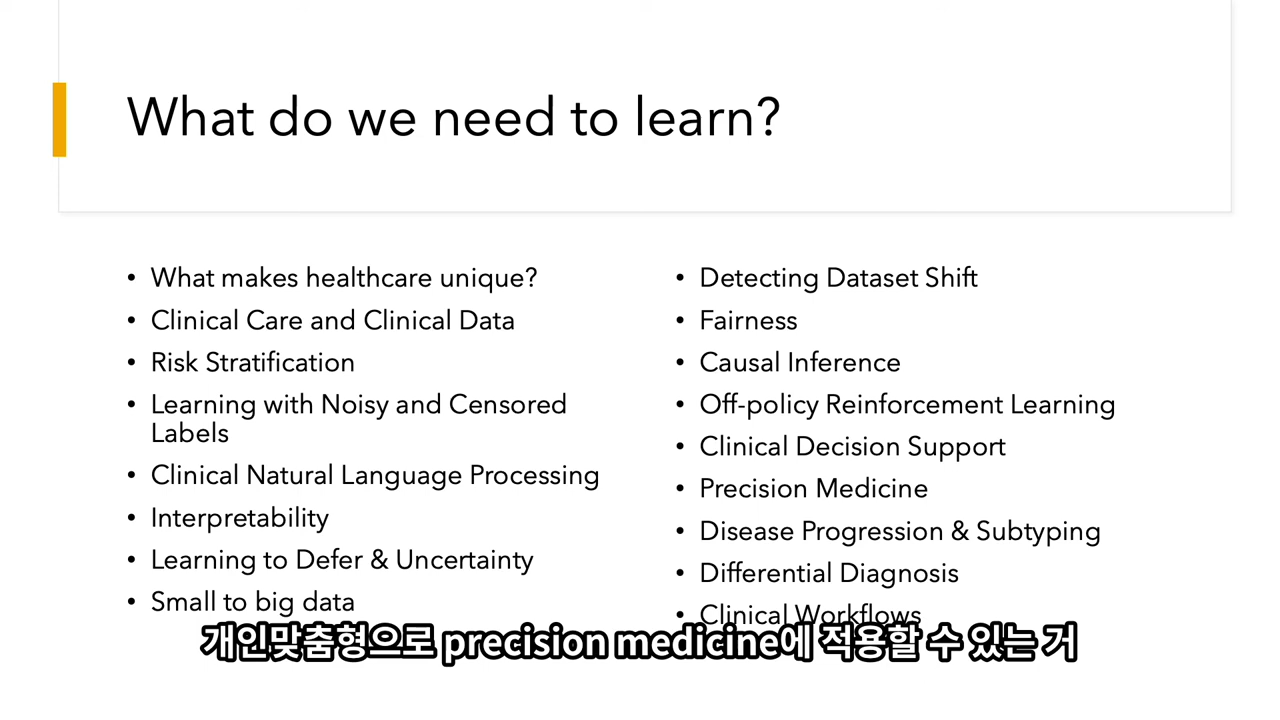 What do we need to learn?
• What makes healthcare unique?
• Clinical Care and Clinical Data
• Risk Stratification
• Learning with Noisy and Censored
Labels
• Clinical Natural Language Processing
• Interpretability
• Learning to Defer & Uncertainty
• Small to big data
• Detecting Dataset Shift
• Fairness
• Causal Inference
• Off-policy Reinforcement Learning
• Clinical Decision Support
• Precision Medicine
• Disease Progression & Subtyping
• Differential Diagnosis
• Clinical Workflows
개인맞춤형으로 precision medicine에 적용할 수 있는 거